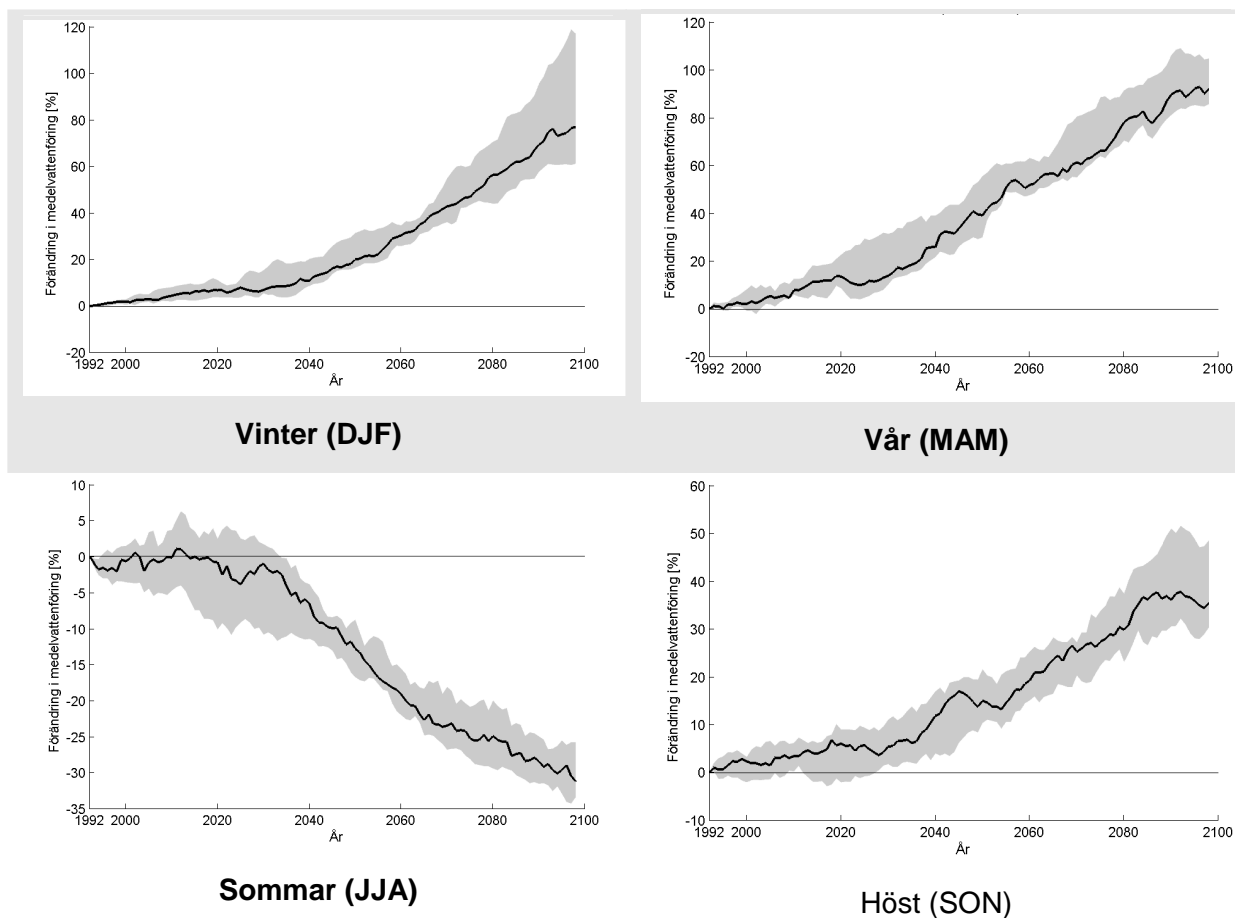 Förändring i medelvattenföring [%]
120
100
80
60
40
20
0
-20
1992 2000 2020 2040 2060 2080 2100
År
Vinter (DJF)
Förändring i medelvattenföring [%]
120
100
80
60
40
20
0
-20
1992 2000 2020 2040 2060 2080 2100
År
Vår (MAM)
Förändring i medelvattenföring [%]
10
5
0
-5
-10
-15
-20
-25
-30
-35
1992 2000 2020 2040 2060 2080 2100
År
Sommar (JJA)
Förändring i medelvattenföring [%]
60
50
40
30
20
10
0
-10
1992 2000 2020 2040 2060 2080 2100
År
Höst (SON)